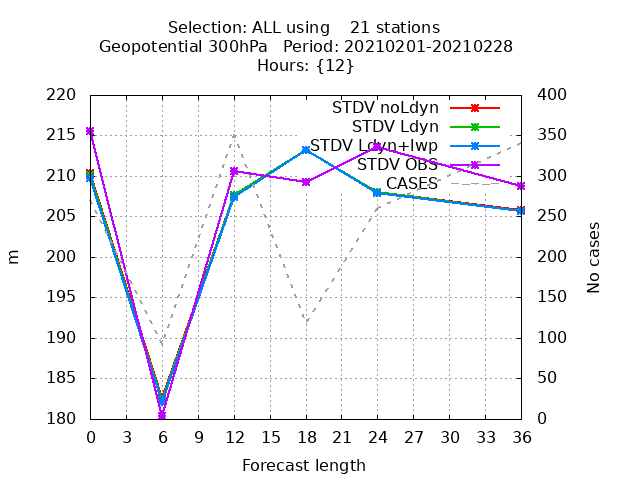 Selection: ALL using    21 stations
Geopotential 300hPa   Period: 20210201-20210228
Hours: {12}
220
215
210
205
200
195
190
185
180
m
400
350
300
250
200
150
100
50
0
No cases
STDV noLdyn
STDV Ldyn
STDV Ldyn+lwp
STDV OBS
CASES
0 3 6 9 12 15 18 21 24 27 30 33 36
Forecast length